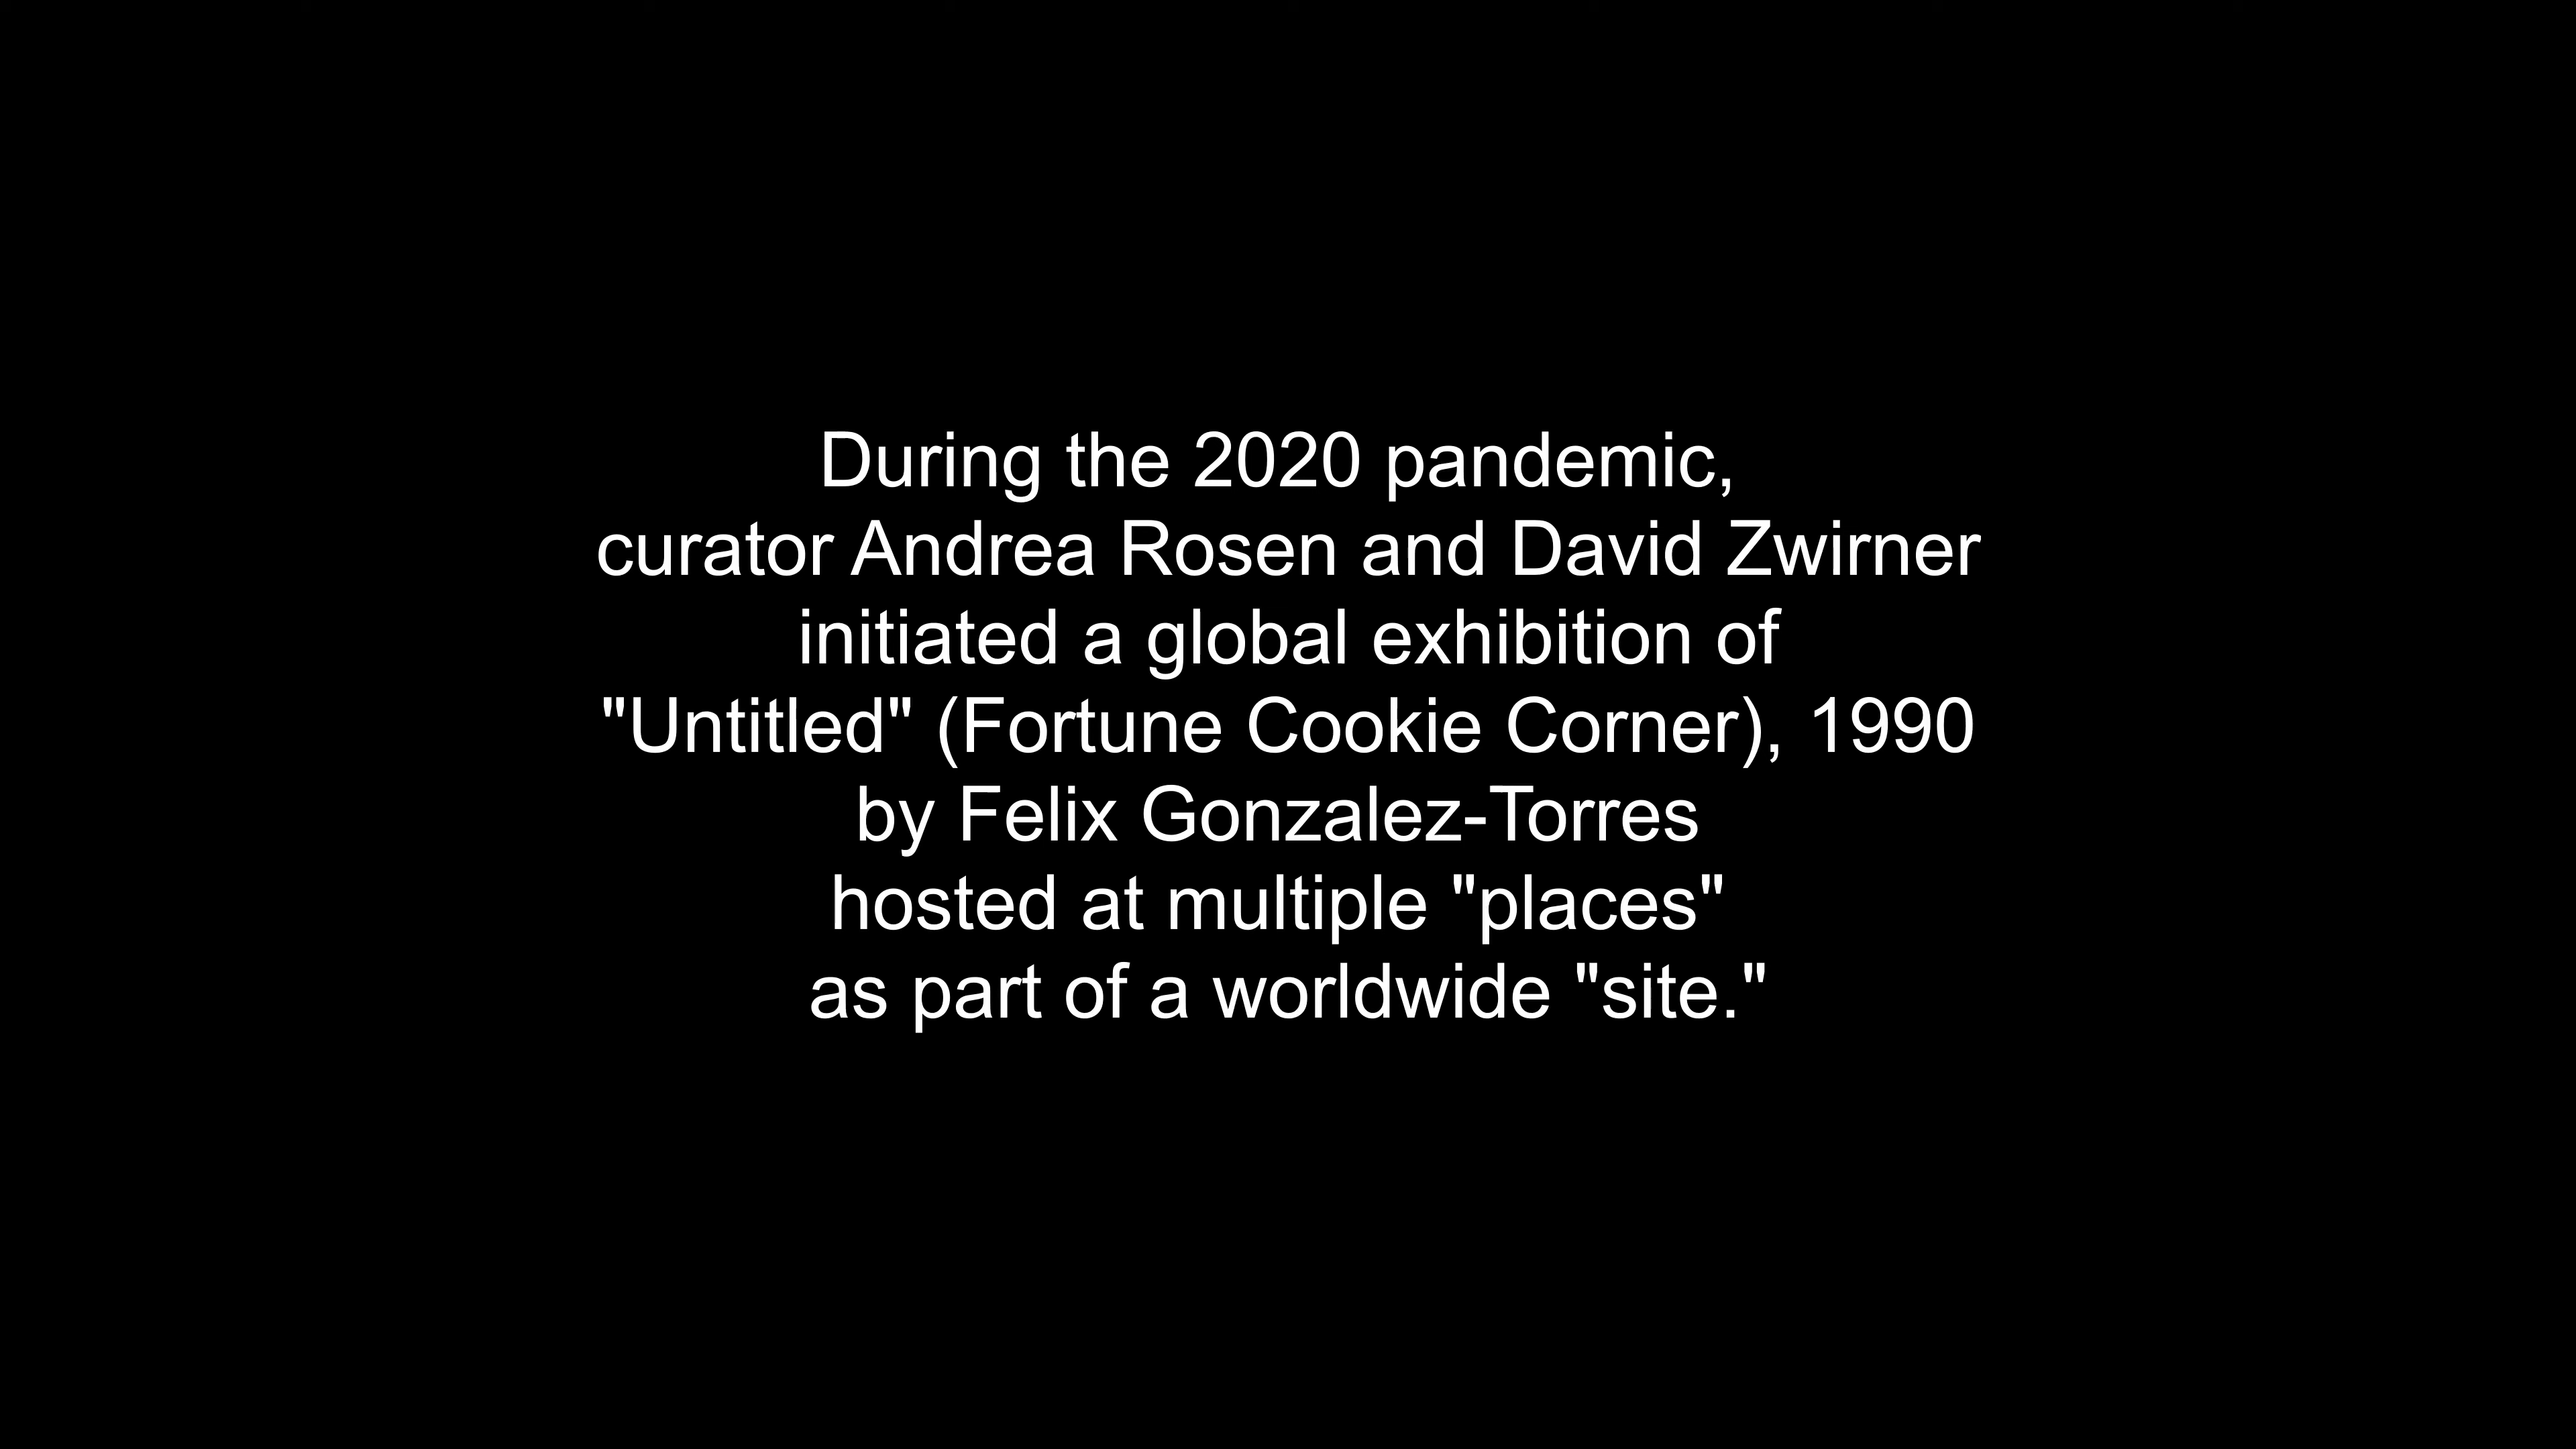 During the 2020 pandemic,
curator Andrea Rosen and David Zwirner
initiated a global exhibition of
"Untitled" (Fortune Cookie Corner), 1990
by Felix Gonzalez-Torres
hosted at multiple "places"
as part of a worldwide "site."